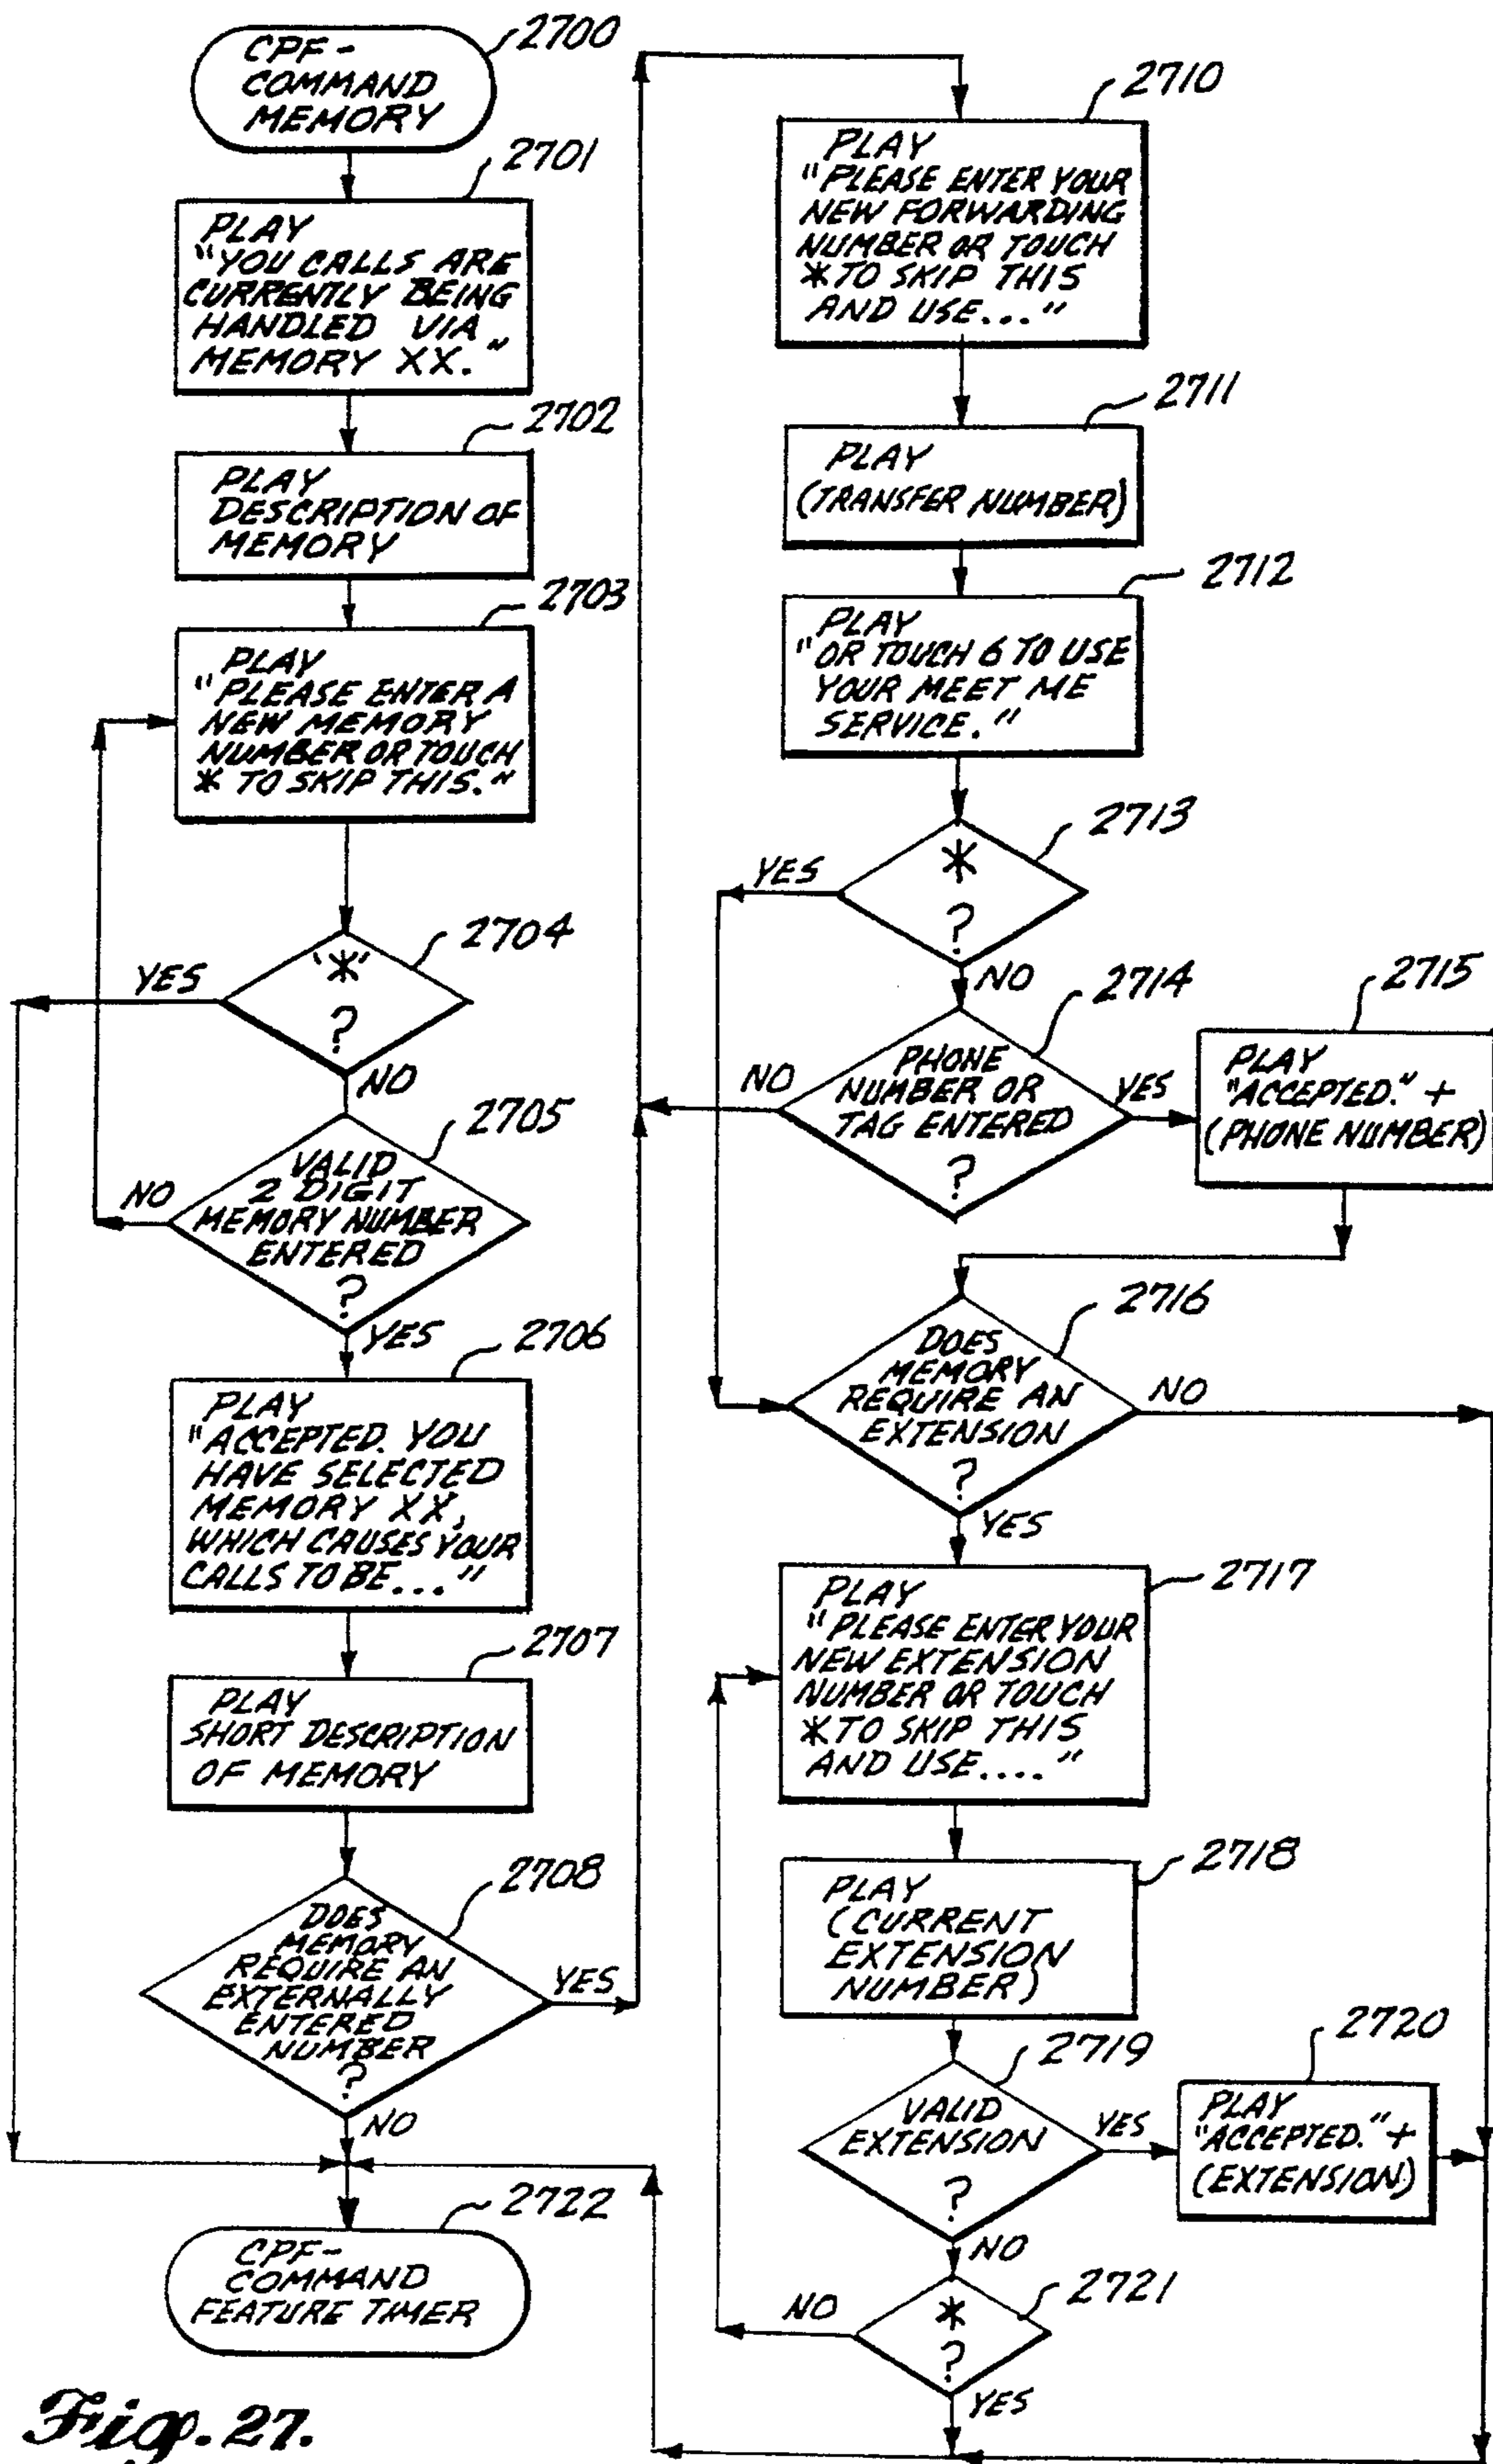 2700
CPF-
COMMAND
MEMORY
2701
PLAY
"YOU CALLS ARE
CURRENTLY BEING
HANDLED VIA
MEMORY XX."
2702
PLAY
DESCRIPTION OF
MEMORY
2703
PLAY
"PLEASE ENTER A
NEW MEMORY
NUMBER OR TOUCH
* TO SKIP THIS."
2704
'*'
?
YES
NO
2705
VALID
2 DIGIT
MEMORY NUMBER
ENTERED
?
NO
YES
2706
PLAY
"ACCEPTED. YOU
HAVE SELECTED
MEMORY XX,
WHICH CAUSES YOUR
CALLS TO BE..."
2707
PLAY
SHORT DESCRIPTION
OF MEMORY
2708
DOES
MEMORY
REQUIRE AN
EXTERNALLY
ENTERED
NUMBER
?
YES
NO
2722
CPF-
COMMAND
FEATURE TIMER
2710
PLAY
"PLEASE ENTER YOUR
NEW FORWARDING
NUMBER OR TOUCH
* TO SKIP THIS
AND USE..."
2711
PLAY
(TRANSFER NUMBER)
2712
PLAY
"OR TOUCH 6 TO USE
YOUR MEET ME
SERVICE."
2713
*
?
YES
NO
2714
PHONE
NUMBER OR
TAG ENTERED
?
NO
YES
2715
PLAY
"ACCEPTED." +
(PHONE NUMBER)
2716
DOES
MEMORY
REQUIRE AN
EXTENSION
?
NO
YES
2717
PLAY
"PLEASE ENTER YOUR
NEW EXTENSION
NUMBER OR TOUCH
* TO SKIP THIS
AND USE...."
2718
PLAY
(CURRENT
EXTENSION
NUMBER)
2719
VALID
EXTENSION
?
YES
NO
2720
PLAY
"ACCEPTED." +
(EXTENSION)
2721
*
?
NO
YES
Fig. 27.